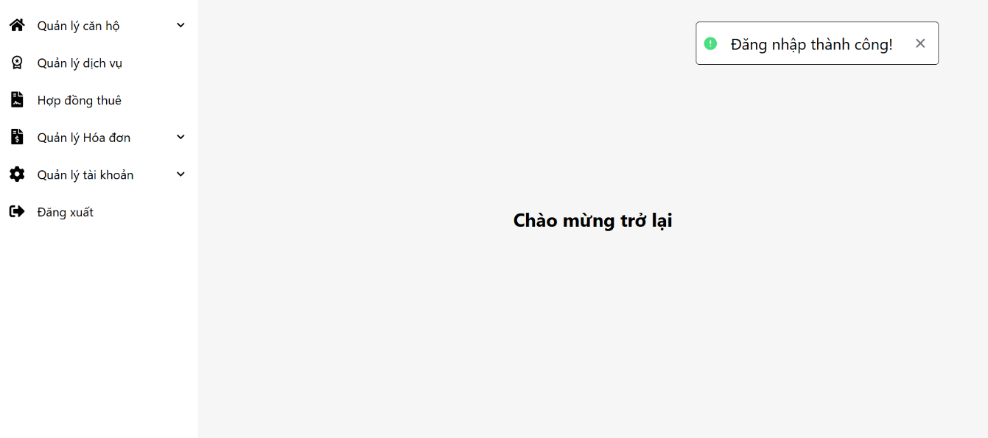 Quản lý căn hộ
Quản lý dịch vụ
Hợp đồng thuê
Quản lý Hóa đơn
Quản lý tài khoản
Đăng xuất
Đăng nhập thành công!
Chào mừng trở lại